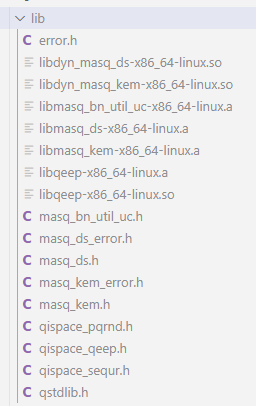 lib
C error.h
libdyn_masq_ds-x86_64-linux.so
libdyn_masq_kem-x86_64-linux.so
libmasq_bn_util_uc-x86_64-linux.a
libmasq_ds-x86_64-linux.a
libmasq_kem-x86_64-linux.a
libqeep-x86_64-linux.a
libqeep-x86_64-linux.so
C masq_bn_util_uc.h
C masq_ds_error.h
C masq_ds.h
C masq_kem_error.h
C masq_kem.h
C qispace_pqrnd.h
C qispace_qeep.h
C qispace_sequr.h
C qstdlib.h